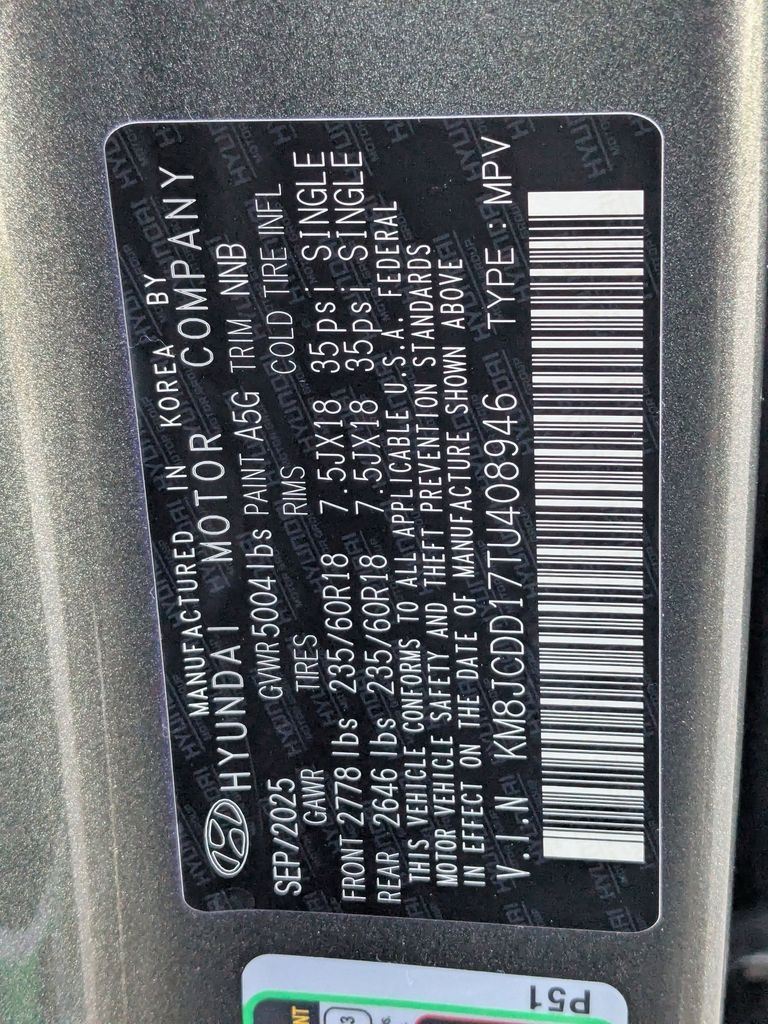 MANUFACTURED IN KOREA BY
HYUNDAI MOTOR COMPANY
SEP/2025 GVWR 5004 lbs PAINT A5G TRIM NNB
GAWR TIRES RIMS COLD TIRE INFL
FRONT 2778 lbs 235/60R18 7.5JX18 35psi SINGLE
REAR 2646 lbs 235/60R18 7.5JX18 35psi SINGLE
THIS VEHICLE CONFORMS TO ALL APPLICABLE U.S.A. FEDERAL
MOTOR VEHICLE SAFETY AND THEFT PREVENTION STANDARDS
IN EFFECT ON THE DATE OF MANUFACTURE SHOWN ABOVE
V.I.N KM8JCDD17TU408946 TYPE : MPV
P51